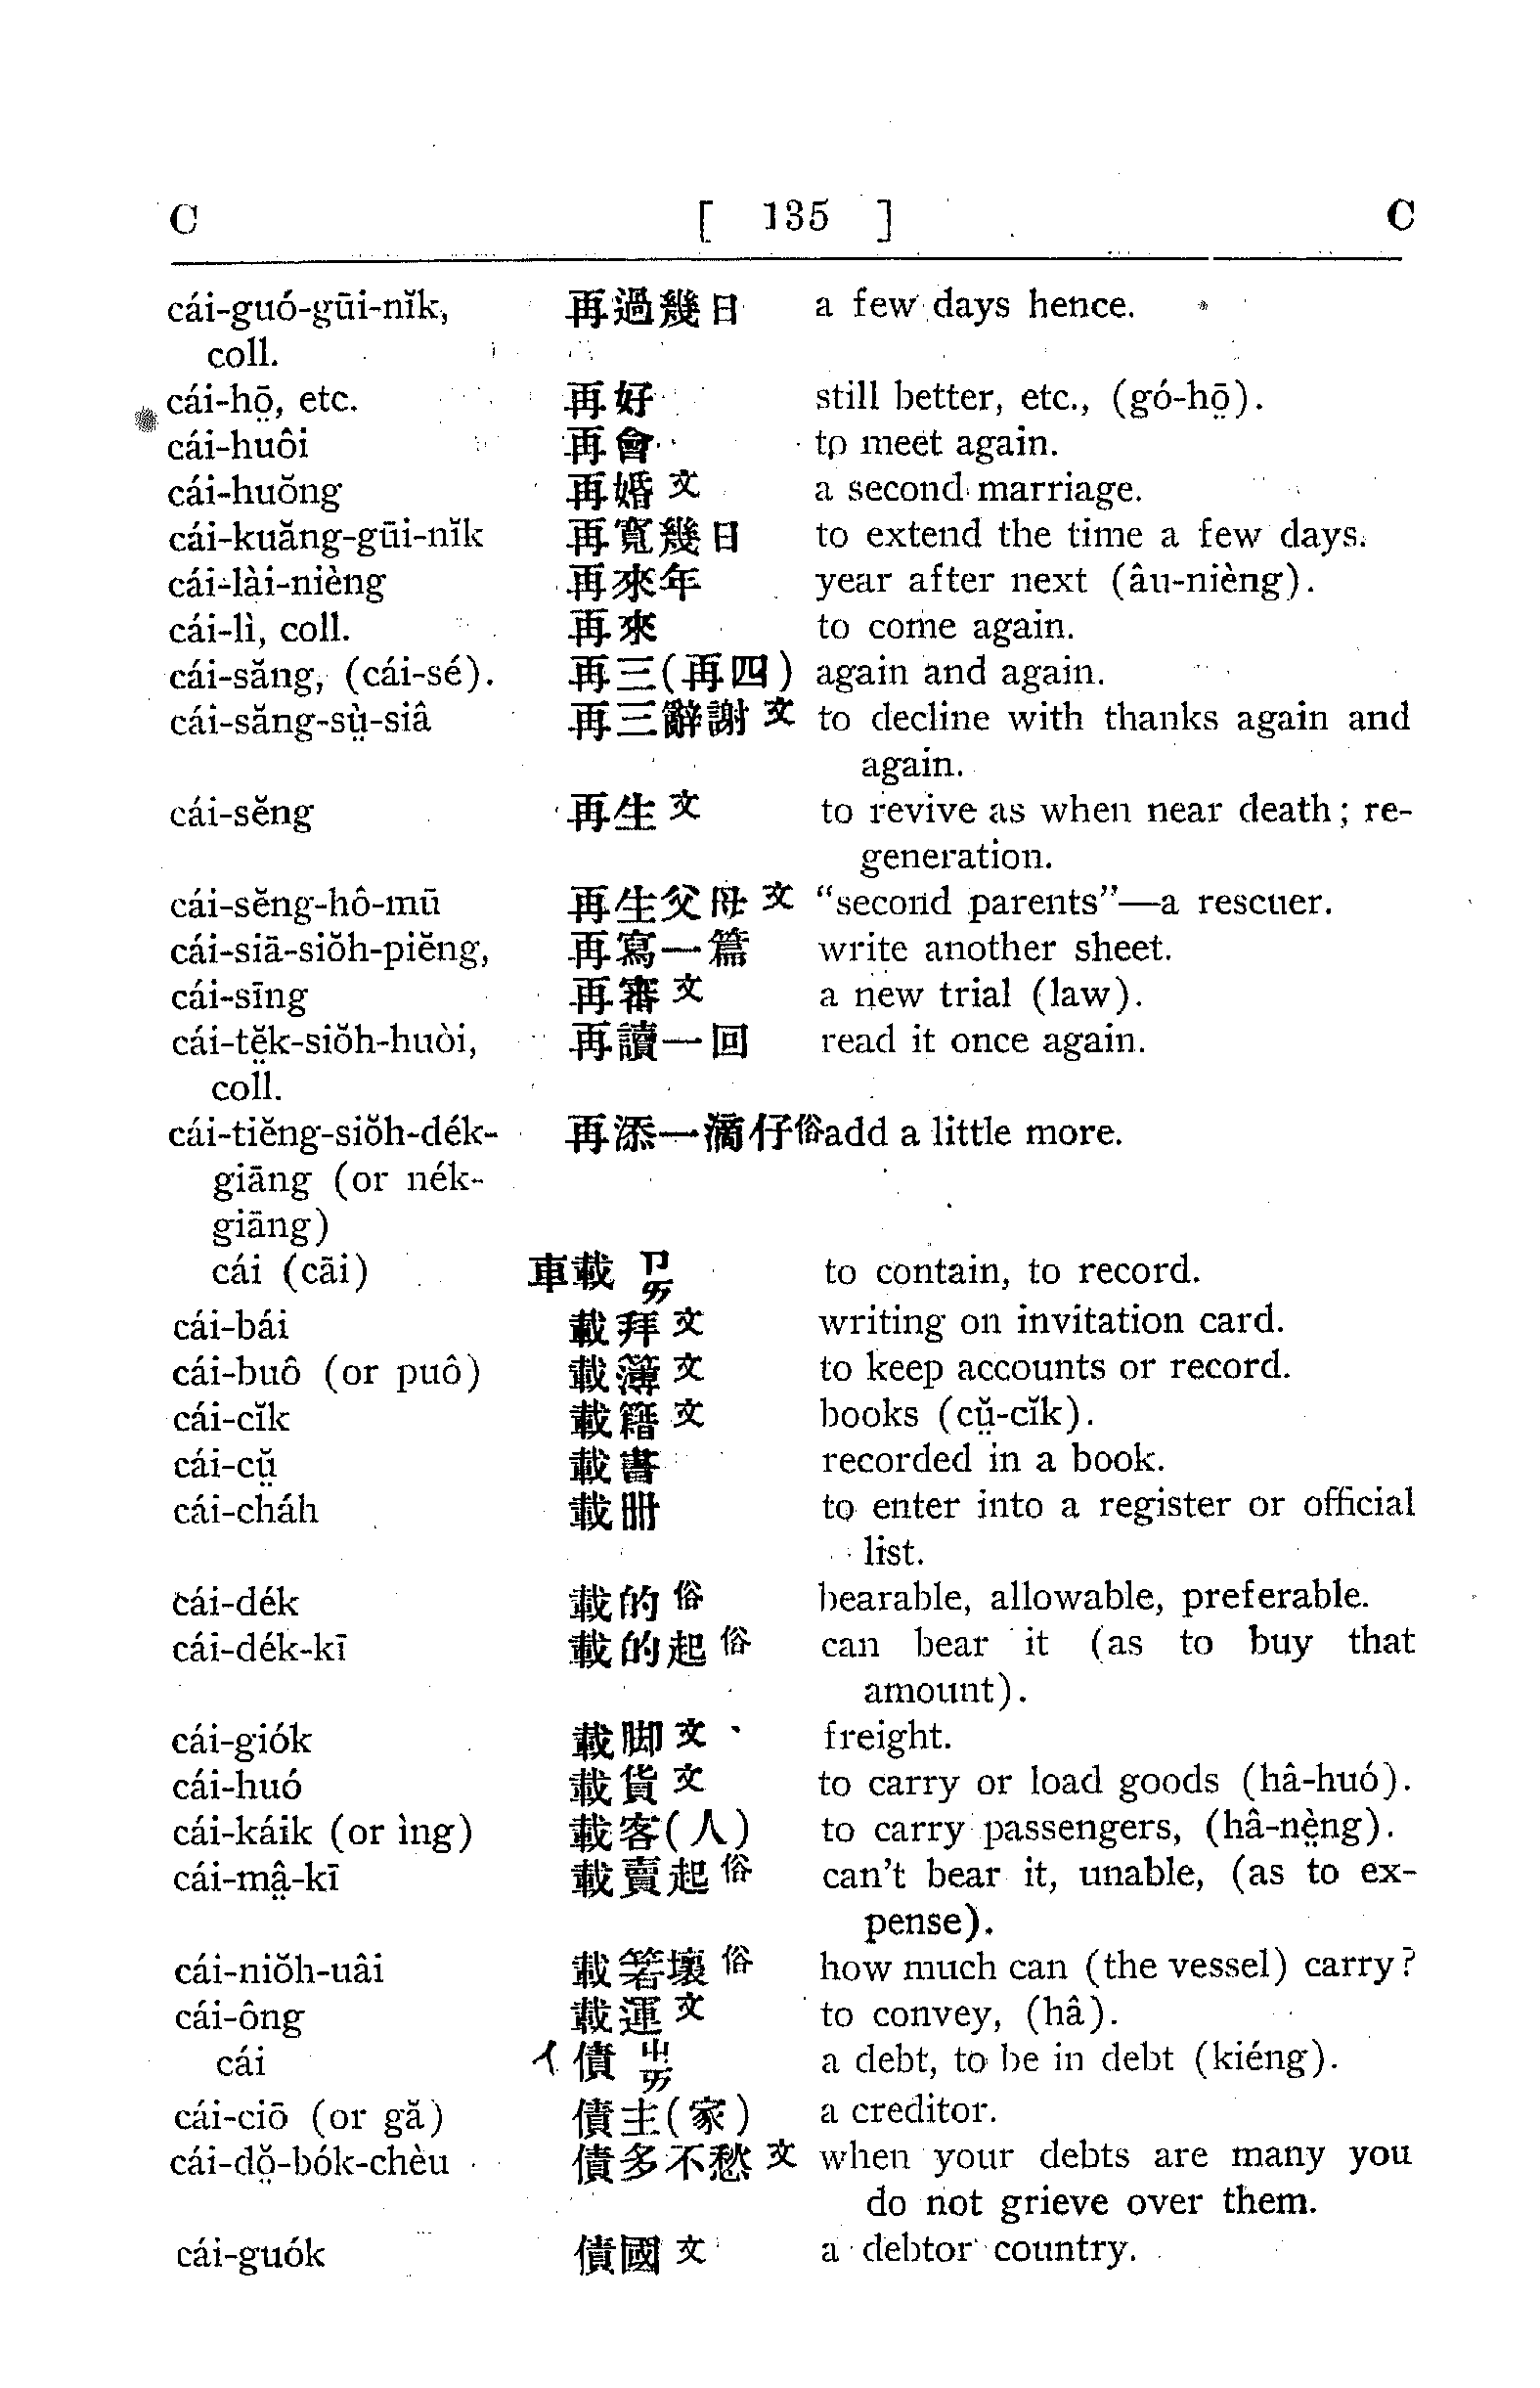 C [ 135 ] C
cái-guó-gūi-nĭk, 再過幾日 a few days hence.
coll.
cái-hō̤, etc. 再好 still better, etc., (gó-hō̤).
cái-huôi 再會 to meet again.
cái-huŏng 再婚文 a second marriage.
cái-kuăng-gūi-nĭk 再寬幾日 to extend the time a few days.
cái-lài-nièng 再來年 year after next (âu-nièng).
cái-lì, coll. 再來 to come again.
cái-săng, (cái-sé). 再三(再四) again and again.
cái-săng-sṳ̀-siâ 再三辭謝文 to decline with thanks again and
again.
cái-sĕng 再生文 to revive as when near death; re-
generation.
cái-sĕng-hô-mū 再生父母文 “second parents”—a rescuer.
cái-siā-siŏh-piĕng, 再寫一篇 write another sheet.
cái-sīng 再審文 a new trial (law).
cái-tĕ̤k-siŏh-huòi, 再讀一回 read it once again.
coll.
cái-tiĕng-siŏh-dék- 再添一滴仔俗 add a little more.
giāng (or nék-
giāng)
cái (cāi) 車載 ㄗㄞ to contain, to record.
cái-bái 載拜文 writing on invitation card.
cái-buô (or puô) 載簿文 to keep accounts or record.
cái-cĭk 載籍文 books (cṳ̆-cĭk).
cái-cṳ̆ 載書 recorded in a book.
cái-cháh 載冊 to enter into a register or official
list.
cái-dék 載的俗 bearable, allowable, preferable.
cái-dék-kī 載的起俗 can bear it (as to buy that
amount).
cái-giók 載脚文 freight.
cái-huó 載貨文 to carry or load goods (hâ-huó).
cái-káik (or ìng) 載客(人) to carry passengers, (hâ-nè̤ng).
cái-mâ̤-kī 載賣起俗 can't bear it, unable, (as to ex-
pense).
cái-niŏh-uâi 載箬壞俗 how much can (the vessel) carry?
cái-ông 載運文 to convey, (hâ).
cái 亻債 ㄓㄞ a debt, to be in debt (kiéng).
cái-ciō (or gă) 債主(家) a creditor.
cái-dŏ̤-bók-chèu 債多不愁文 when your debts are many you
do not grieve over them.
cái-guók 債國文 a debtor country.